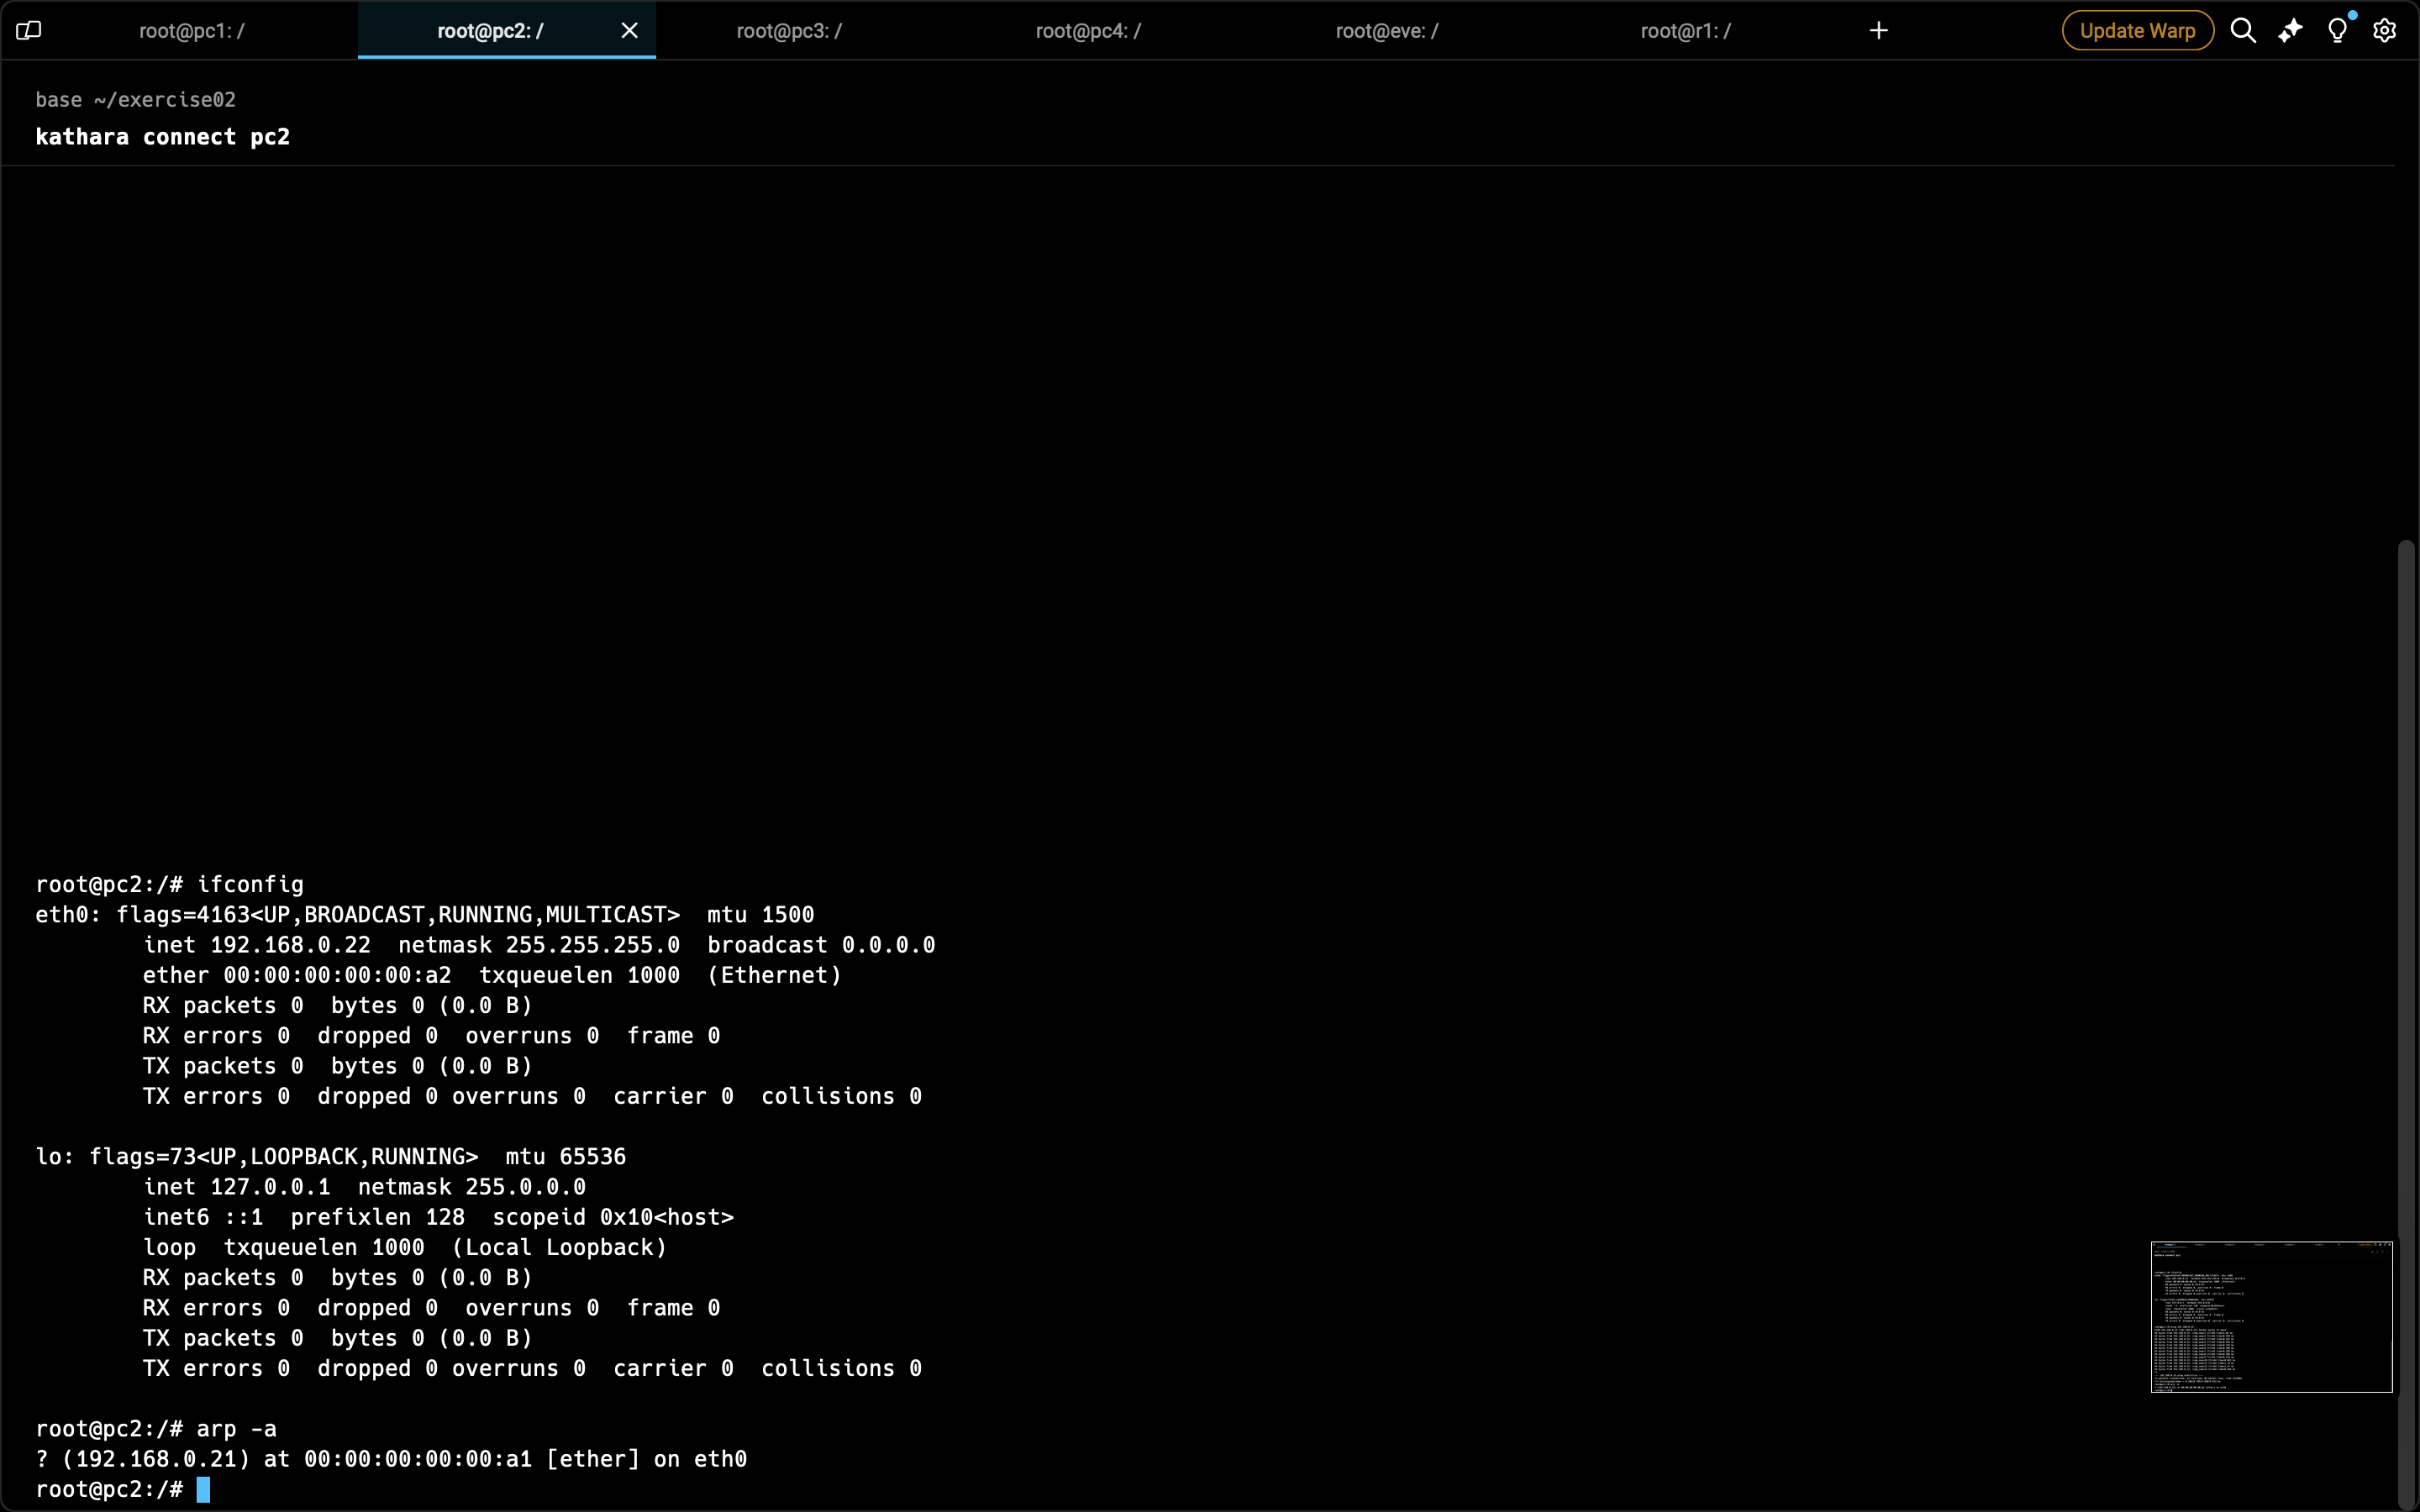 root@pc1: /
root@pc2: /
root@pc3: /
root@pc4: /
root@eve: /
root@r1: /
Update Warp
base ~/exercise02
kathara connect pc2
root@pc2:/# ifconfig
eth0: flags=4163<UP,BROADCAST,RUNNING,MULTICAST>  mtu 1500
        inet 192.168.0.22  netmask 255.255.255.0  broadcast 0.0.0.0
        ether 00:00:00:00:00:a2  txqueuelen 1000  (Ethernet)
        RX packets 0  bytes 0 (0.0 B)
        RX errors 0  dropped 0  overruns 0  frame 0
        TX packets 0  bytes 0 (0.0 B)
        TX errors 0  dropped 0 overruns 0  carrier 0  collisions 0
lo: flags=73<UP,LOOPBACK,RUNNING>  mtu 65536
        inet 127.0.0.1  netmask 255.0.0.0
        inet6 ::1  prefixlen 128  scopeid 0x10<host>
        loop  txqueuelen 1000  (Local Loopback)
        RX packets 0  bytes 0 (0.0 B)
        RX errors 0  dropped 0  overruns 0  frame 0
        TX packets 0  bytes 0 (0.0 B)
        TX errors 0  dropped 0 overruns 0  carrier 0  collisions 0
root@pc2:/# arp -a
? (192.168.0.21) at 00:00:00:00:00:a1 [ether] on eth0
root@pc2:/#